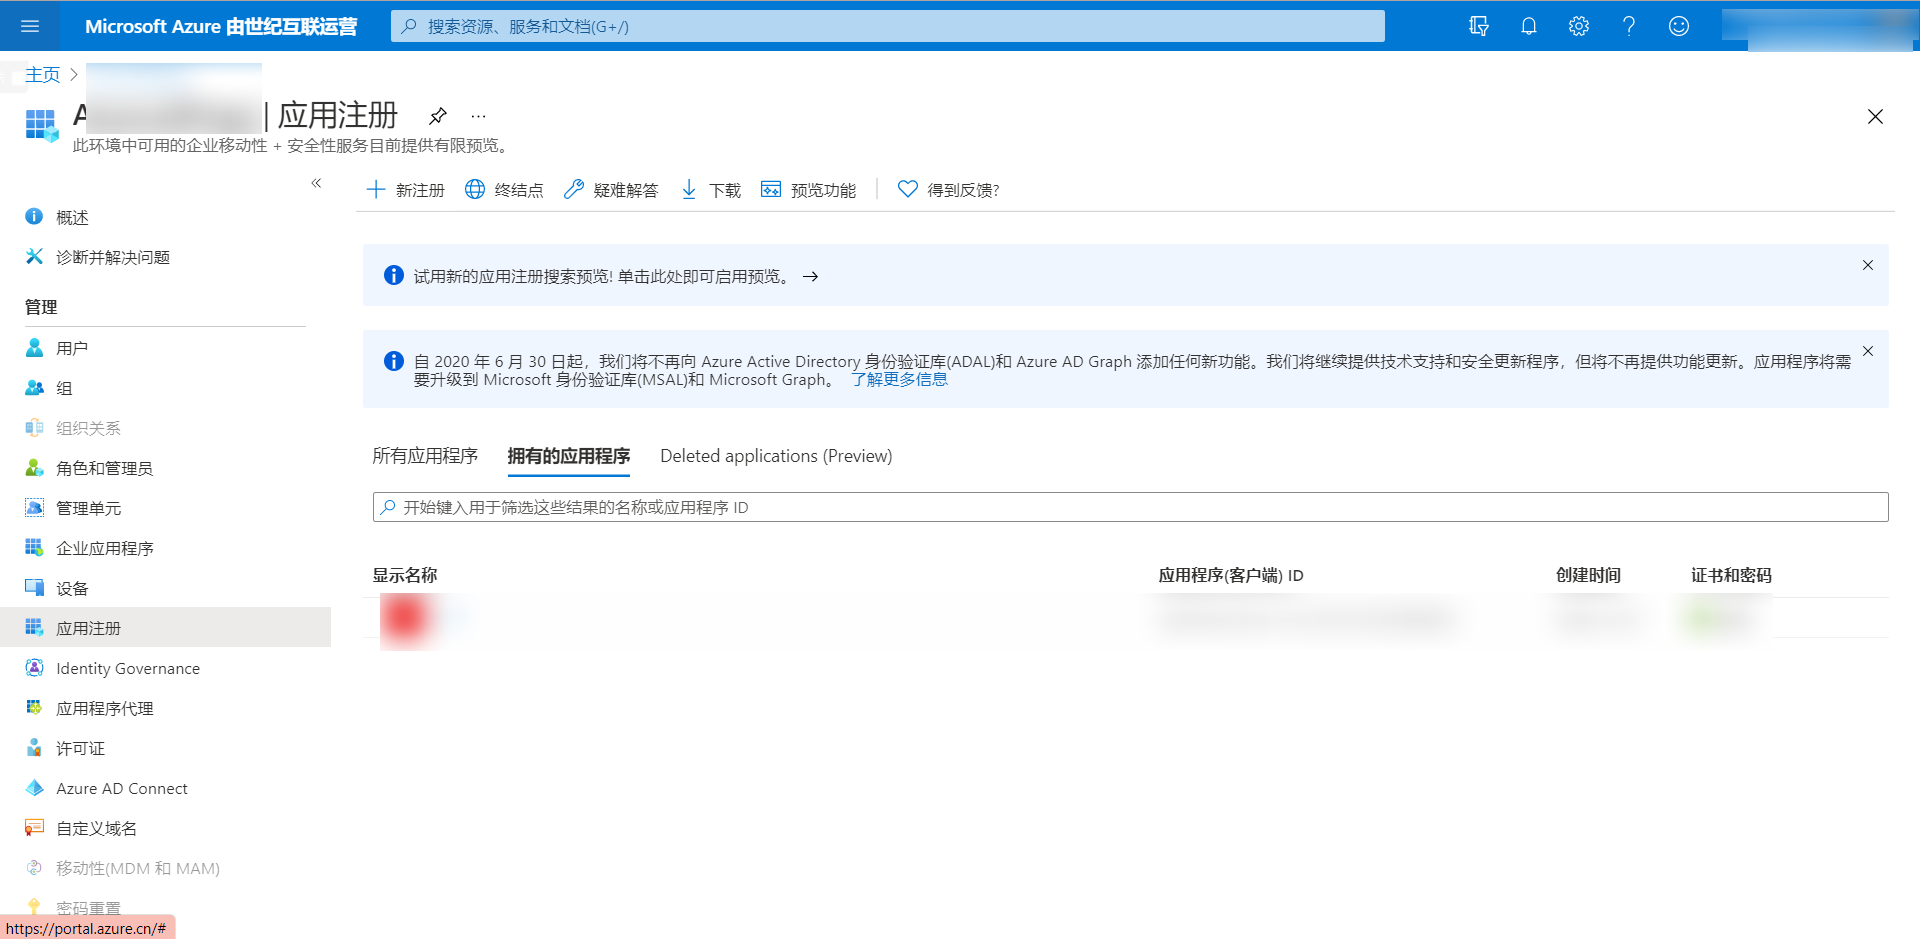 Microsoft Azure 由世纪互联运营
搜索资源、服务和文档(G+/)
主页
| 应用注册
此环境中可用的企业移动性 + 安全性服务目前提供有限预览。
新注册 终结点 疑难解答 下载 预览功能 得到反馈?
概述
诊断并解决问题
管理
用户
组
组织关系
角色和管理员
管理单元
企业应用程序
设备
应用注册
Identity Governance
应用程序代理
许可证
Azure AD Connect
自定义域名
移动性(MDM 和 MAM)
密码重置
试用新的应用注册搜索预览! 单击此处即可启用预览。 →
自 2020 年 6 月 30 日起，我们将不再向 Azure Active Directory 身份验证库(ADAL)和 Azure AD Graph 添加任何新功能。我们将继续提供技术支持和安全更新程序，但将不再提供功能更新。应用程序将需
要升级到 Microsoft 身份验证库(MSAL)和 Microsoft Graph。 了解更多信息
所有应用程序 拥有的应用程序 Deleted applications (Preview)
开始键入用于筛选这些结果的名称或应用程序 ID
显示名称 应用程序(客户端) ID 创建时间 证书和密码
https://portal.azure.cn/#